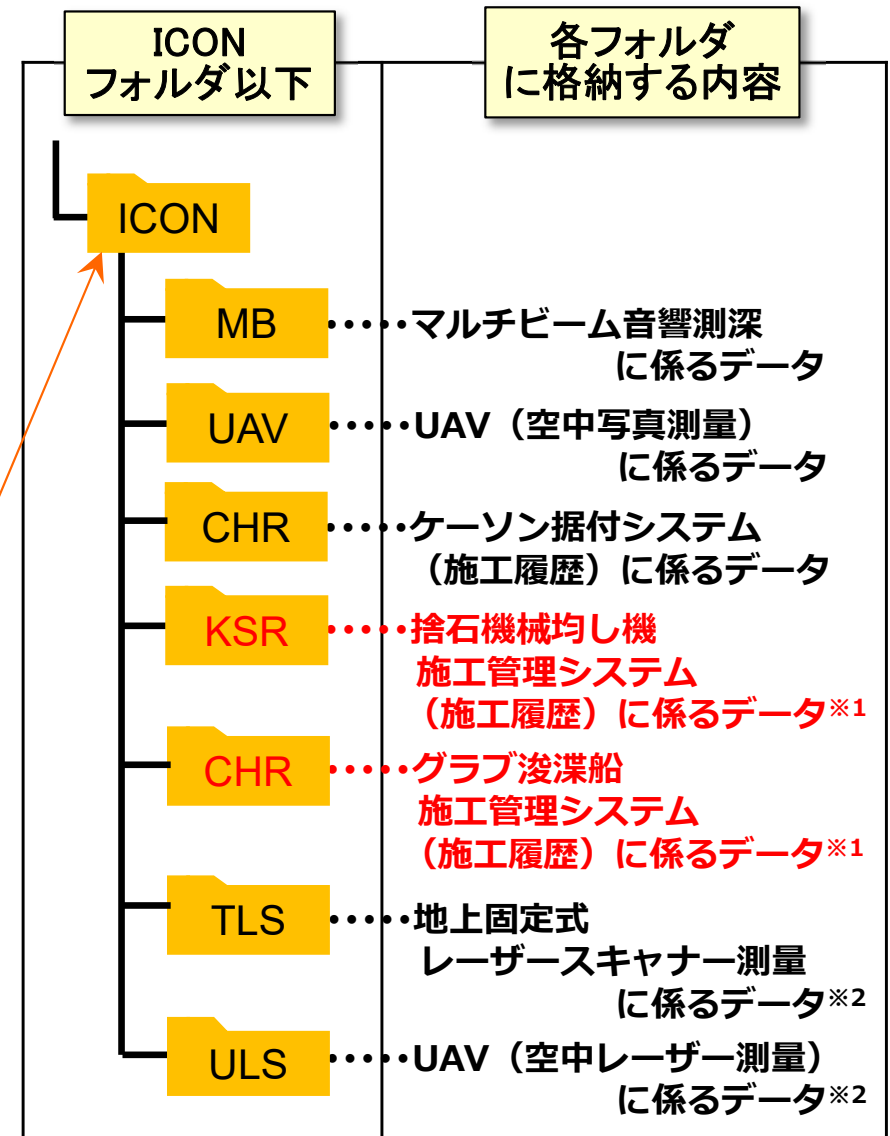 ICON
フォルダ以下
各フォルダ
に格納する内容
ICON
MB ・・・・・マルチビーム音響測深
に係るデータ
UAV ・・・・・UAV（空中写真測量）
に係るデータ
CHR ・・・・・ケーソン据付システム
（施工履歴）に係るデータ
KSR ・・・・・捨石機械均し機
施工管理システム
（施工履歴）に係るデータ※1
CHR ・・・・・グラブ浚渫船
施工管理システム
（施工履歴）に係るデータ※1
TLS ・・・・・地上固定式
レーザースキャナー測量
に係るデータ※2
ULS ・・・・・UAV（空中レーザー測量）
に係るデータ※2